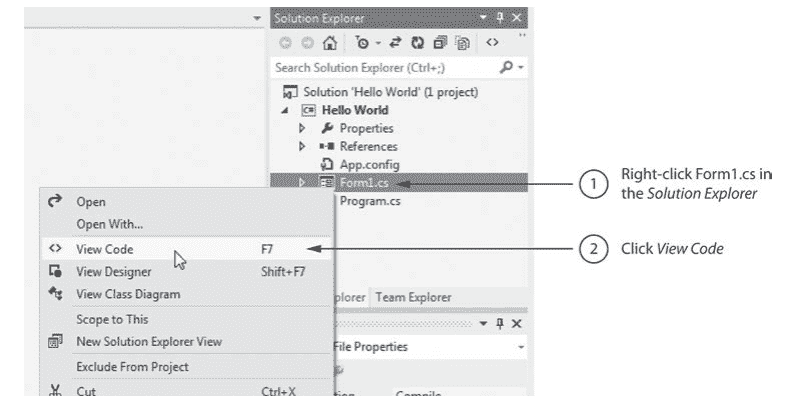 Solution Explorer
Search Solution Explorer (Ctrl+;)
Solution 'Hello World' (1 project)
C# Hello World
Properties
References
App.config
Form1.cs
Program.cs
1 Right-click Form1.cs in
the Solution Explorer
Open
Open With...
View Code F7
2 Click View Code
View Designer Shift+F7
View Class Diagram
plorer Team Explorer
Scope to This
New Solution Explorer View
File Properties
Exclude From Project
Cut Ctrl+X
Compile